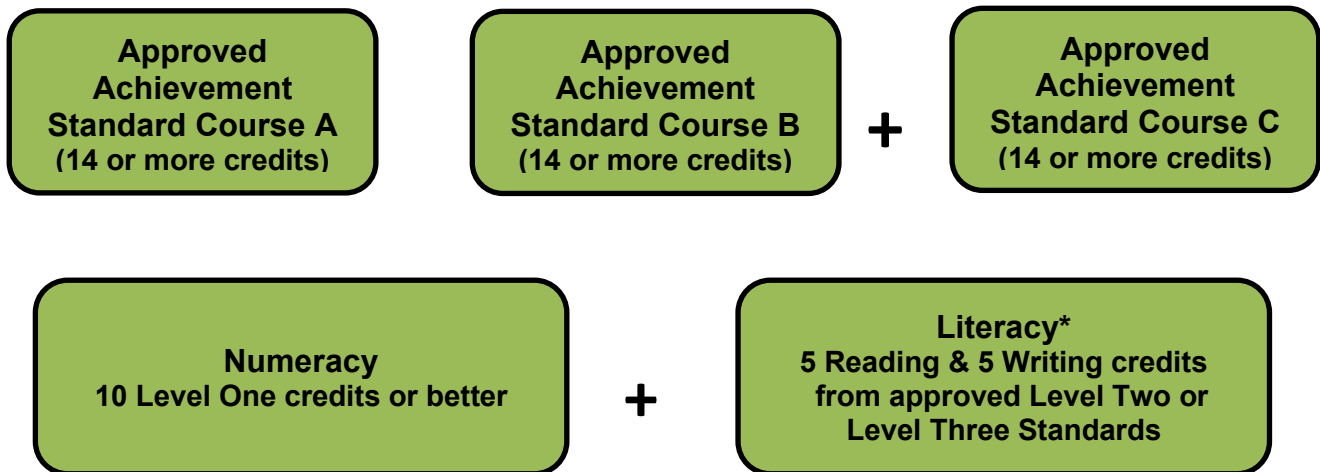 Approved
Achievement
Standard Course A
(14 or more credits)
Approved
Achievement
Standard Course B
(14 or more credits)
+
Approved
Achievement
Standard Course C
(14 or more credits)
Numeracy
10 Level One credits or better
+
Literacy*
5 Reading & 5 Writing credits
from approved Level Two or
Level Three Standards